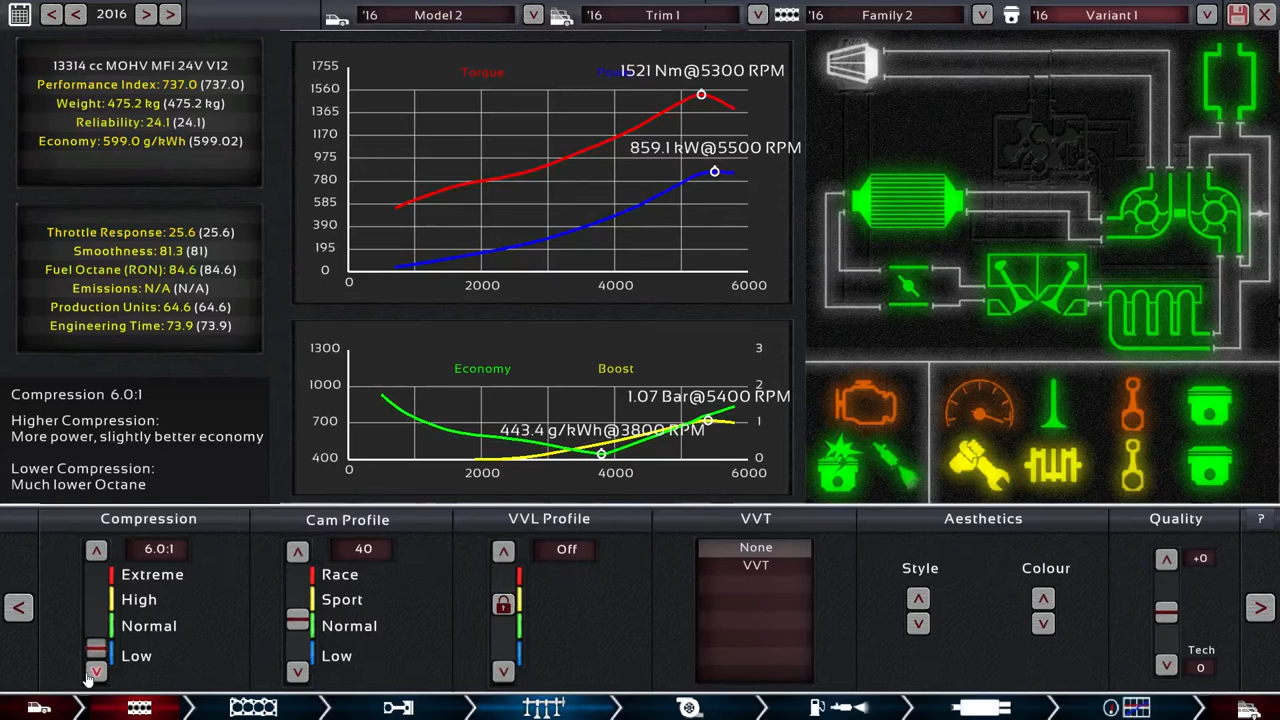 2016
'16 Model 2
'16 Trim 1
'16 Family 2
'16 Variant 1
13314 cc MOHV MFI 24V V12
Performance Index: 737.0 (737.0)
Weight: 475.2 kg (475.2 kg)
Reliability: 24.1 (24.1)
Economy: 599.0 g/kWh (599.02)
Throttle Response: 25.6 (25.6)
Smoothness: 81.3 (81)
Fuel Octane (RON): 84.6 (84.6)
Emissions: N/A (N/A)
Production Units: 64.6 (64.6)
Engineering Time: 73.9 (73.9)
Compression 6.0:1
Higher Compression:
More power, slightly better economy
Lower Compression:
Much lower Octane
1755
1560
1365
1170
975
780
585
390
195
0
Torque
1521 Nm@5300 RPM
859.1 kW@5500 RPM
0
2000
4000
6000
1300
1000
700
400
Economy
Boost
3
2
1
0
1.07 Bar@5400 RPM
443.4 g/kWh@3800 RPM
0
2000
4000
6000
Compression
6.0:1
Extreme
High
Normal
Low
Cam Profile
40
Race
Sport
Normal
Low
VVL Profile
Off
VVT
None
VVT
Aesthetics
Style
Colour
Quality
+0
Tech
0
?